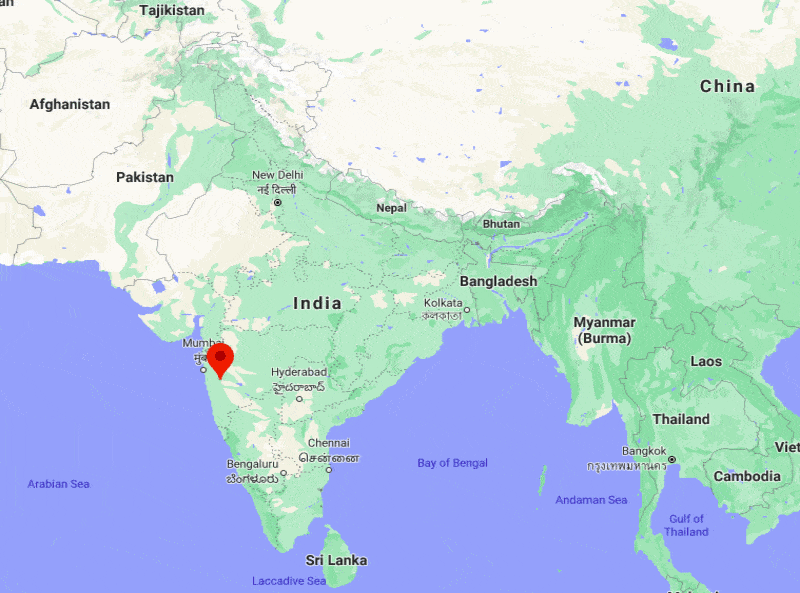 Tajikistan
Afghanistan
China
Pakistan
New Delhi
नई दिल्ली
Nepal
Bhutan
Bangladesh
India
Kolkata
কলকাতা
Myanmar
(Burma)
Mumbai
Laos
Hyderabad
హైదరాబాద్
Thailand
Chennai
சென்னை
Bangkok
กรุงเทพมหานคร
Bengaluru
ಬೆಂಗಳೂರು
Bay of Bengal
Cambodia
Arabian Sea
Andaman Sea
Gulf of
Thailand
Sri Lanka
Laccadive Sea